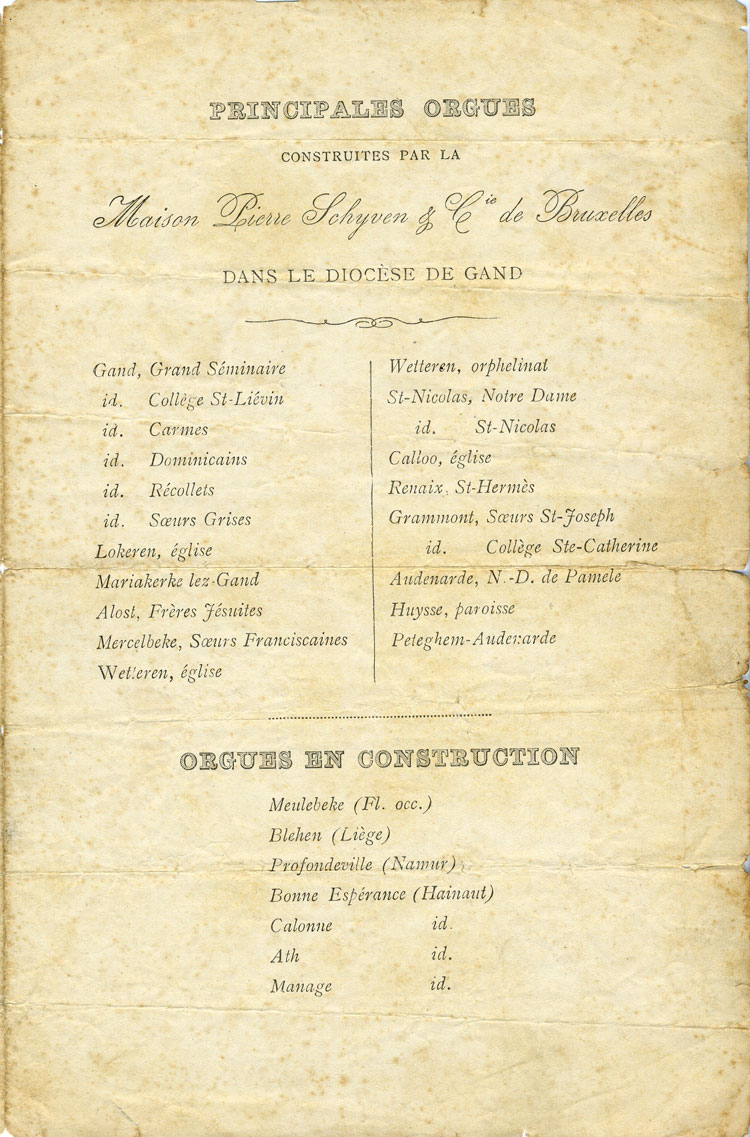 PRINCIPALES ORGUES
CONSTRUITES PAR LA
Maison Pierre Schyven & Cie de Bruxelles
DANS LE DIOCÈSE DE GAND
Gand, Grand Séminaire
id. Collège St-Liévin
id. Carmes
id. Dominicains
id. Récollets
id. Sœurs Grises
Lokeren, église
Mariakerke lez-Gand
Alost, Frères Jésuites
Mercelbeke, Sœurs Franciscaines
Wetteren, église
Wetteren, orphelinat
St-Nicolas, Notre Dame
id. St-Nicolas
Calloo, église
Renaix, St-Hermès
Grammont, Sœurs St-Joseph
id. Collège Ste-Catherine
Audenarde, N.-D. de Pamele
Huysse, paroisse
Peteghem-Audenarde
ORGUES EN CONSTRUCTION
Meulebeke (Fl. occ.)
Blehen (Liège)
Profondeville (Namur)
Bonne Espérance (Hainaut)
Calonne id.
Ath id.
Manage id.